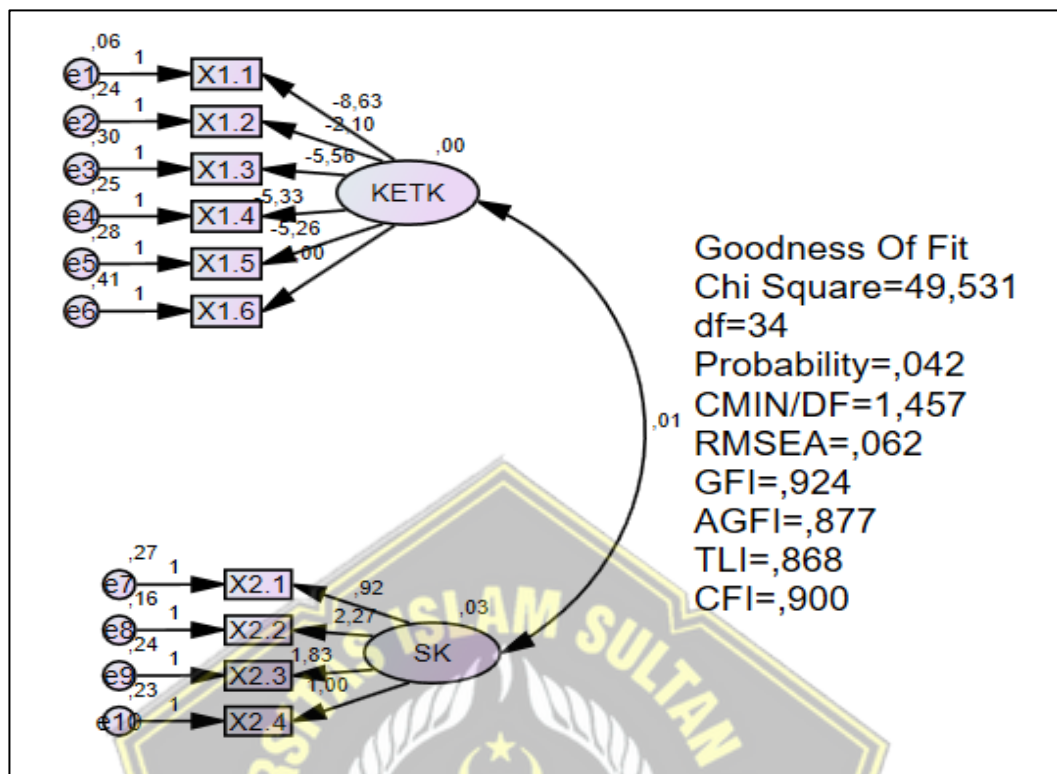 ,06
e1 1 X1.1
,24
e2 1 X1.2
,30
e3 1 X1.3
,25
e4 1 X1.4
,28
e5 1 X1.5
,41
e6 1 X1.6
-8,63
-2,10
-5,56
-5,33
-5,26
,00
KETK
,01
Goodness Of Fit
Chi Square=49,531
df=34
Probability=,042
CMIN/DF=1,457
RMSEA=,062
GFI=,924
AGFI=,877
TLI=,868
CFI=,900
,27
e7 1 X2.1
,16
e8 1 X2.2
,24
e9 1 X2.3
,23
e10 1 X2.4
,92
2,27
1,83
1,00
,03
SK
ISLAM SULTAN